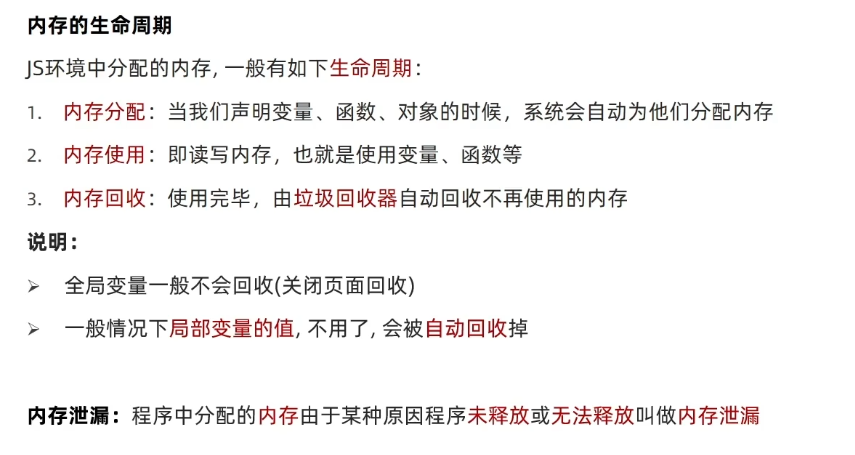 内存的生命周期
JS环境中分配的内存, 一般有如下生命周期：
1. 内存分配：当我们声明变量、函数、对象的时候，系统会自动为他们分配内存
2. 内存使用：即读写内存，也就是使用变量、函数等
3. 内存回收：使用完毕，由垃圾回收器自动回收不再使用的内存
说明：
➢ 全局变量一般不会回收(关闭页面回收)
➢ 一般情况下局部变量的值, 不用了, 会被自动回收掉
内存泄漏：程序中分配的内存由于某种原因程序未释放或无法释放叫做内存泄漏